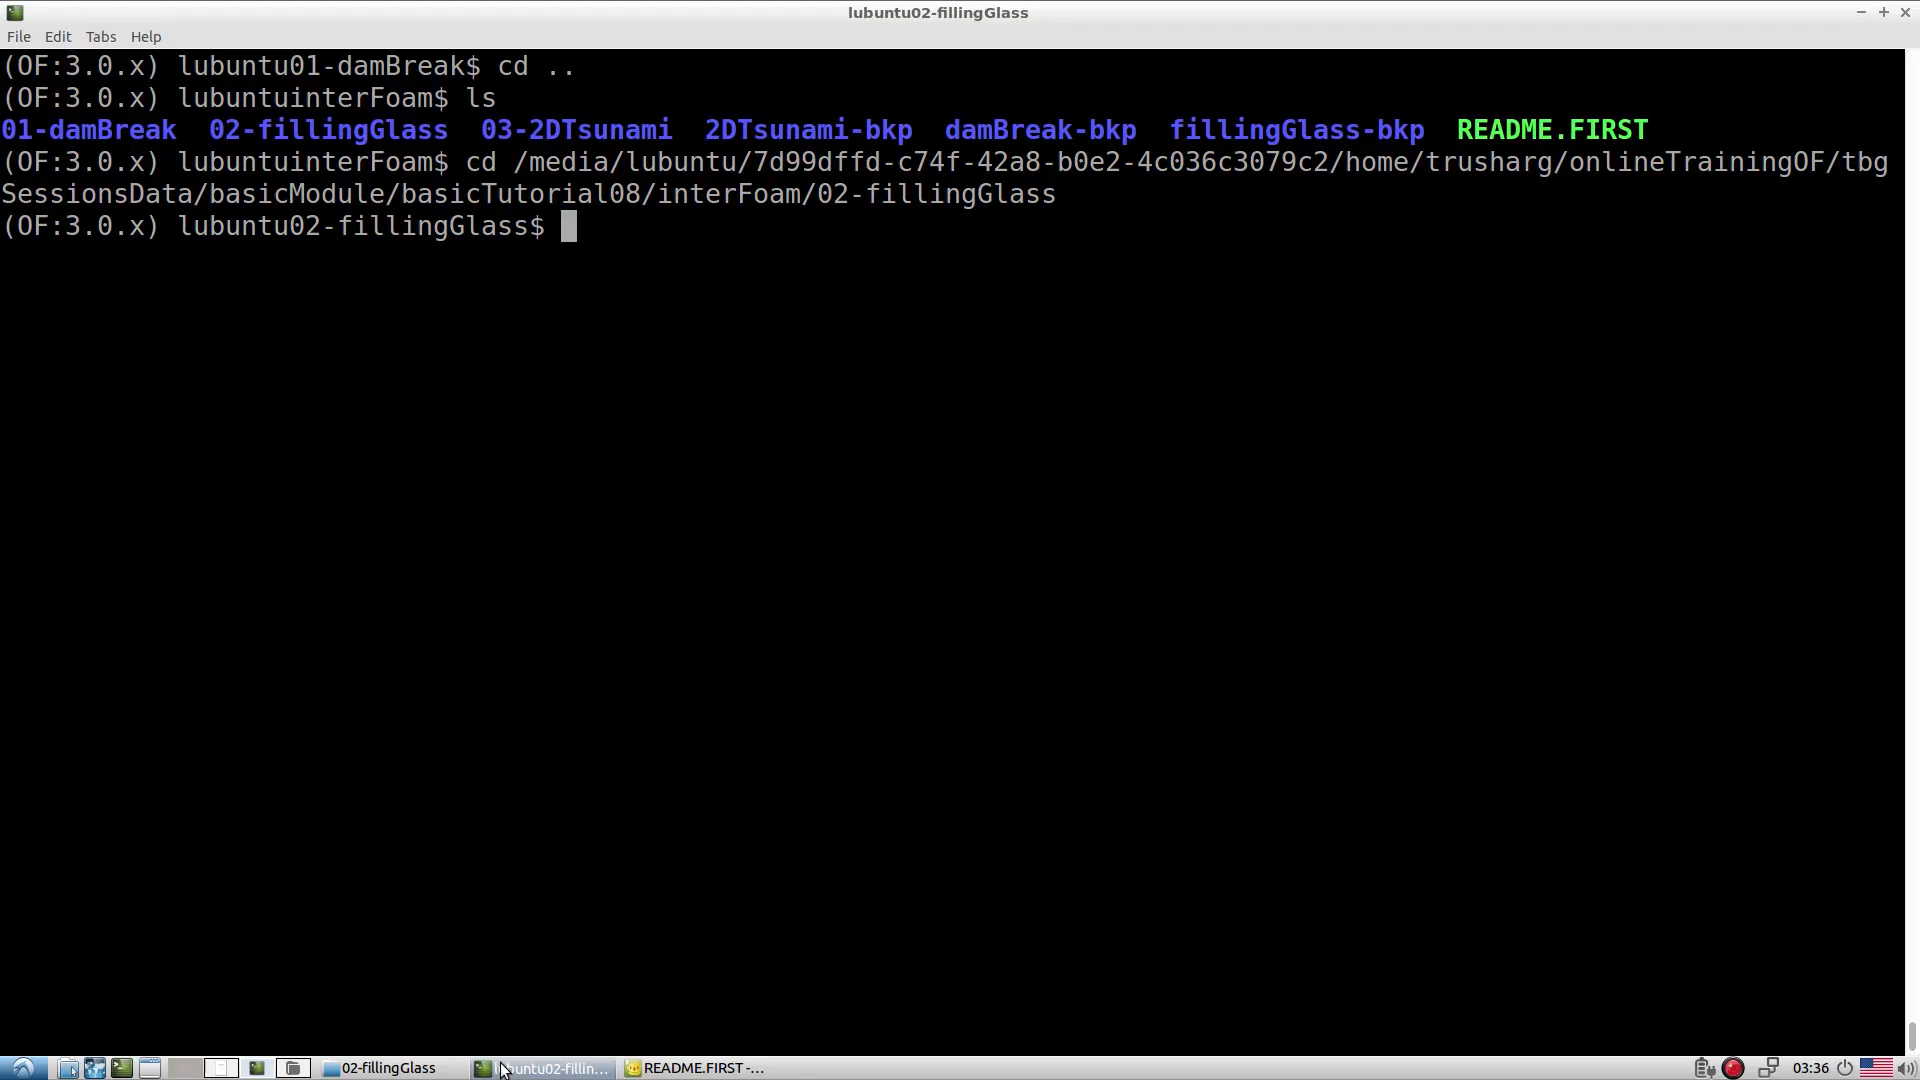 lubuntu02-fillingGlass
File Edit Tabs Help
(OF:3.0.x) lubuntu01-damBreak$ cd ..
(OF:3.0.x) lubuntuinterFoam$ ls
01-damBreak 02-fillingGlass 03-2DTsunami 2DTsunami-bkp damBreak-bkp fillingGlass-bkp README.FIRST
(OF:3.0.x) lubuntuinterFoam$ cd /media/lubuntu/7d99dffd-c74f-42a8-b0e2-4c036c3079c2/home/trusharg/onlineTrainingOF/tbg
SessionsData/basicModule/basicTutorial08/interFoam/02-fillingGlass
(OF:3.0.x) lubuntu02-fillingGlass$
02-fillingGlass buntu02-fillin... README.FIRST -... 03:36